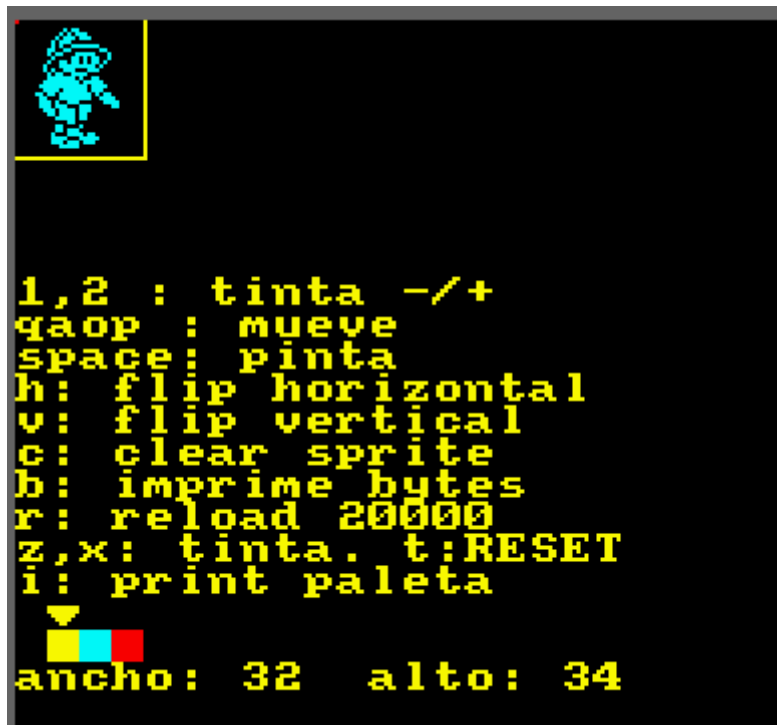 1,2 : tinta -/+
qaop : mueve
space: pinta
h: flip horizontal
v: flip vertical
c: clear sprite
b: imprime bytes
r: reload 20000
z,x: tinta. t:RESET
i: print paleta
ancho: 32 alto: 34